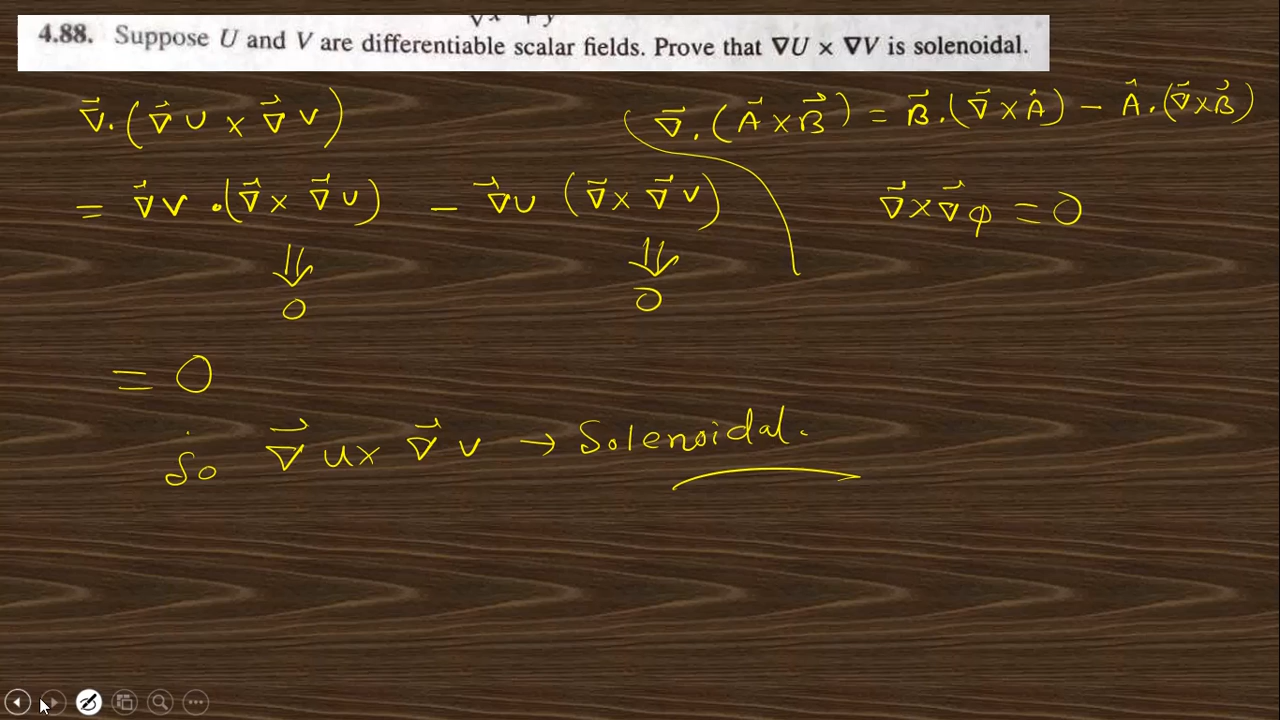 4.88. Suppose U and V are differentiable scalar fields. Prove that ∇U × ∇V is solenoidal.
∇⃗.(∇⃗U × ∇⃗V)
∇⃗.(A⃗ × B⃗) = B⃗.(∇⃗ × A⃗) - A⃗.(∇⃗ × B⃗)
= ∇⃗V .(∇⃗ × ∇⃗U) - ∇⃗U (∇⃗ × ∇⃗V)
∇⃗ × ∇⃗φ = 0
⇓ ⇓
0 0
= 0
So ∇⃗U × ∇⃗V → Solenoidal.